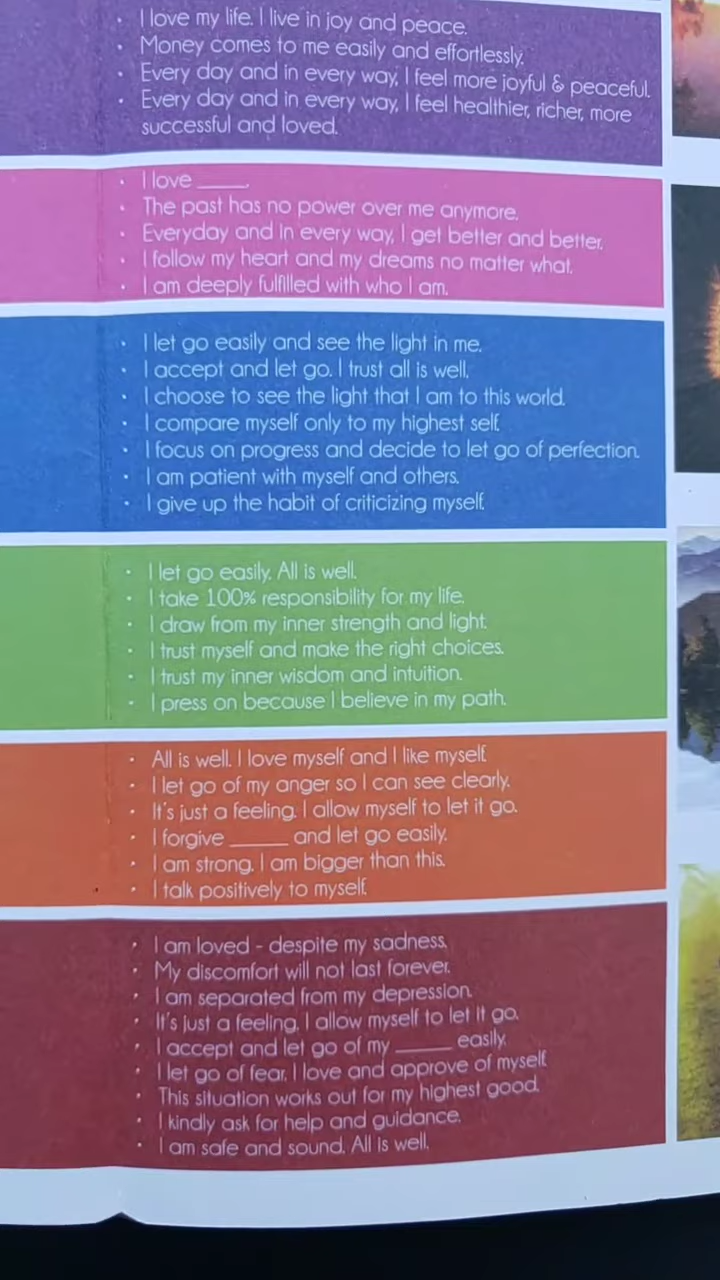 • I love my life. I live in joy and peace.
• Money comes to me easily and effortlessly.
• Every day and in every way, I feel more joyful & peaceful.
• Every day and in every way, I feel healthier, richer, more
successful and loved.
• I love _____.
• The past has no power over me anymore.
• Everyday and in every way, I get better and better.
• I follow my heart and my dreams no matter what.
• I am deeply fulfilled with who I am.
• I let go easily and see the light in me.
• I accept and let go. I trust all is well.
• I choose to see the light that I am to this world.
• I compare myself only to my highest self.
• I focus on progress and decide to let go of perfection.
• I am patient with myself and others.
• I give up the habit of criticizing myself.
• I let go easily. All is well.
• I take 100% responsibility for my life.
• I draw from my inner strength and light.
• I trust myself and make the right choices.
• I trust my inner wisdom and intuition.
• I press on because I believe in my path.
• All is well. I love myself and I like myself.
• I let go of my anger so I can see clearly.
• It's just a feeling. I allow myself to let it go.
• I forgive ______ and let go easily.
• I am strong. I am bigger than this.
• I talk positively to myself.
• I am loved - despite my sadness.
• My discomfort will not last forever.
• I am separated from my depression.
• It's just a feeling. I allow myself to let it go.
• I accept and let go of my ______ easily.
• I let go of fear. I love and approve of myself.
• This situation works out for my highest good.
• I kindly ask for help and guidance.
• I am safe and sound. All is well.